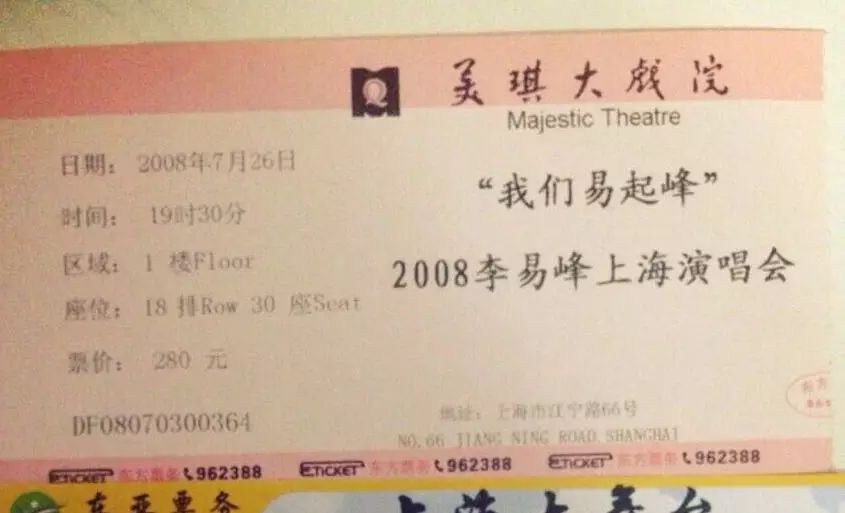 美琪大戏院
Majestic Theatre
日期： 2008年7月26日
时间： 19时30分
区域： 1 楼Floor
座位： 18 排Row 30 座Seat
票价： 280 元
DF08070300364
“我们易起峰”
2008李易峰上海演唱会
地址：上海市江宁路66号
NO.66 JIANG NING ROAD SHANGHAI
ETICKET 东方票务 962388 ETICKET 东方票务 962388 ETICKET 东方票务 962388
东方